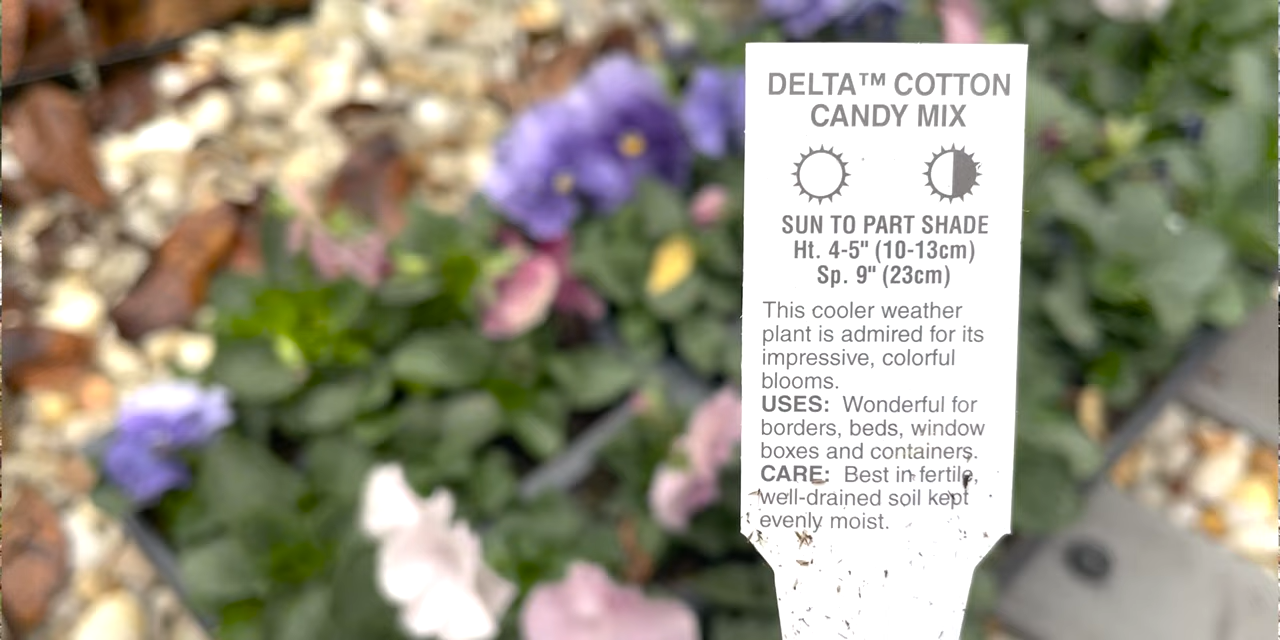 DELTA™ COTTON
CANDY MIX
SUN TO PART SHADE
Ht. 4-5" (10-13cm)
Sp. 9" (23cm)
This cooler weather
plant is admired for its
impressive, colorful
blooms.
USES: Wonderful for
borders, beds, window
boxes and containers.
CARE: Best in fertile,
well-drained soil kept
evenly moist.